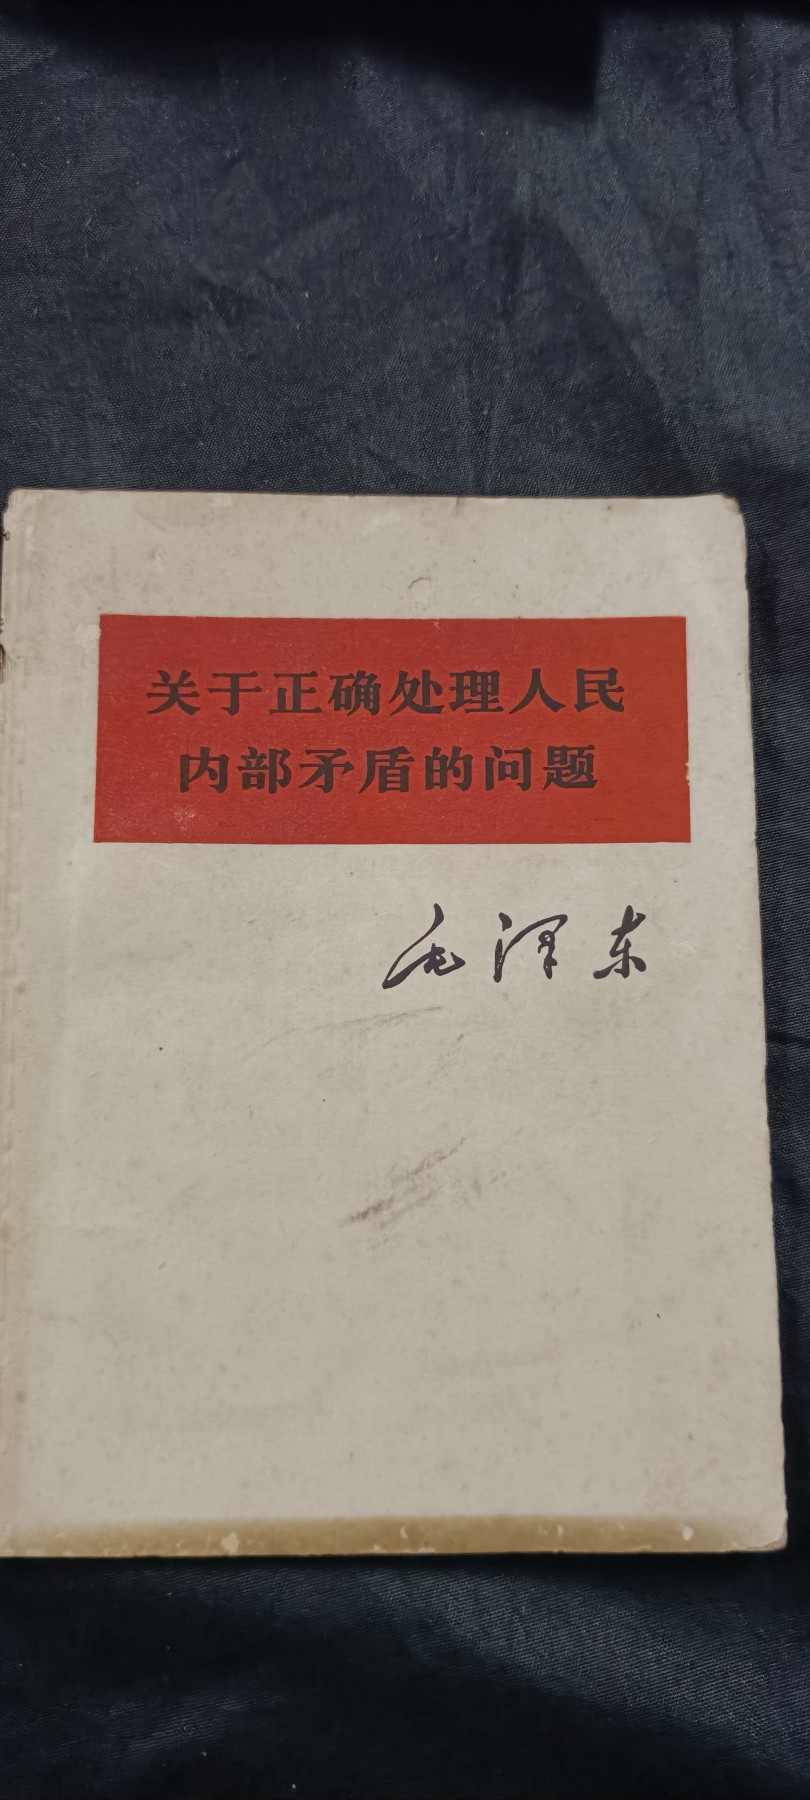 关于正确处理人民
内部矛盾的问题
毛泽东